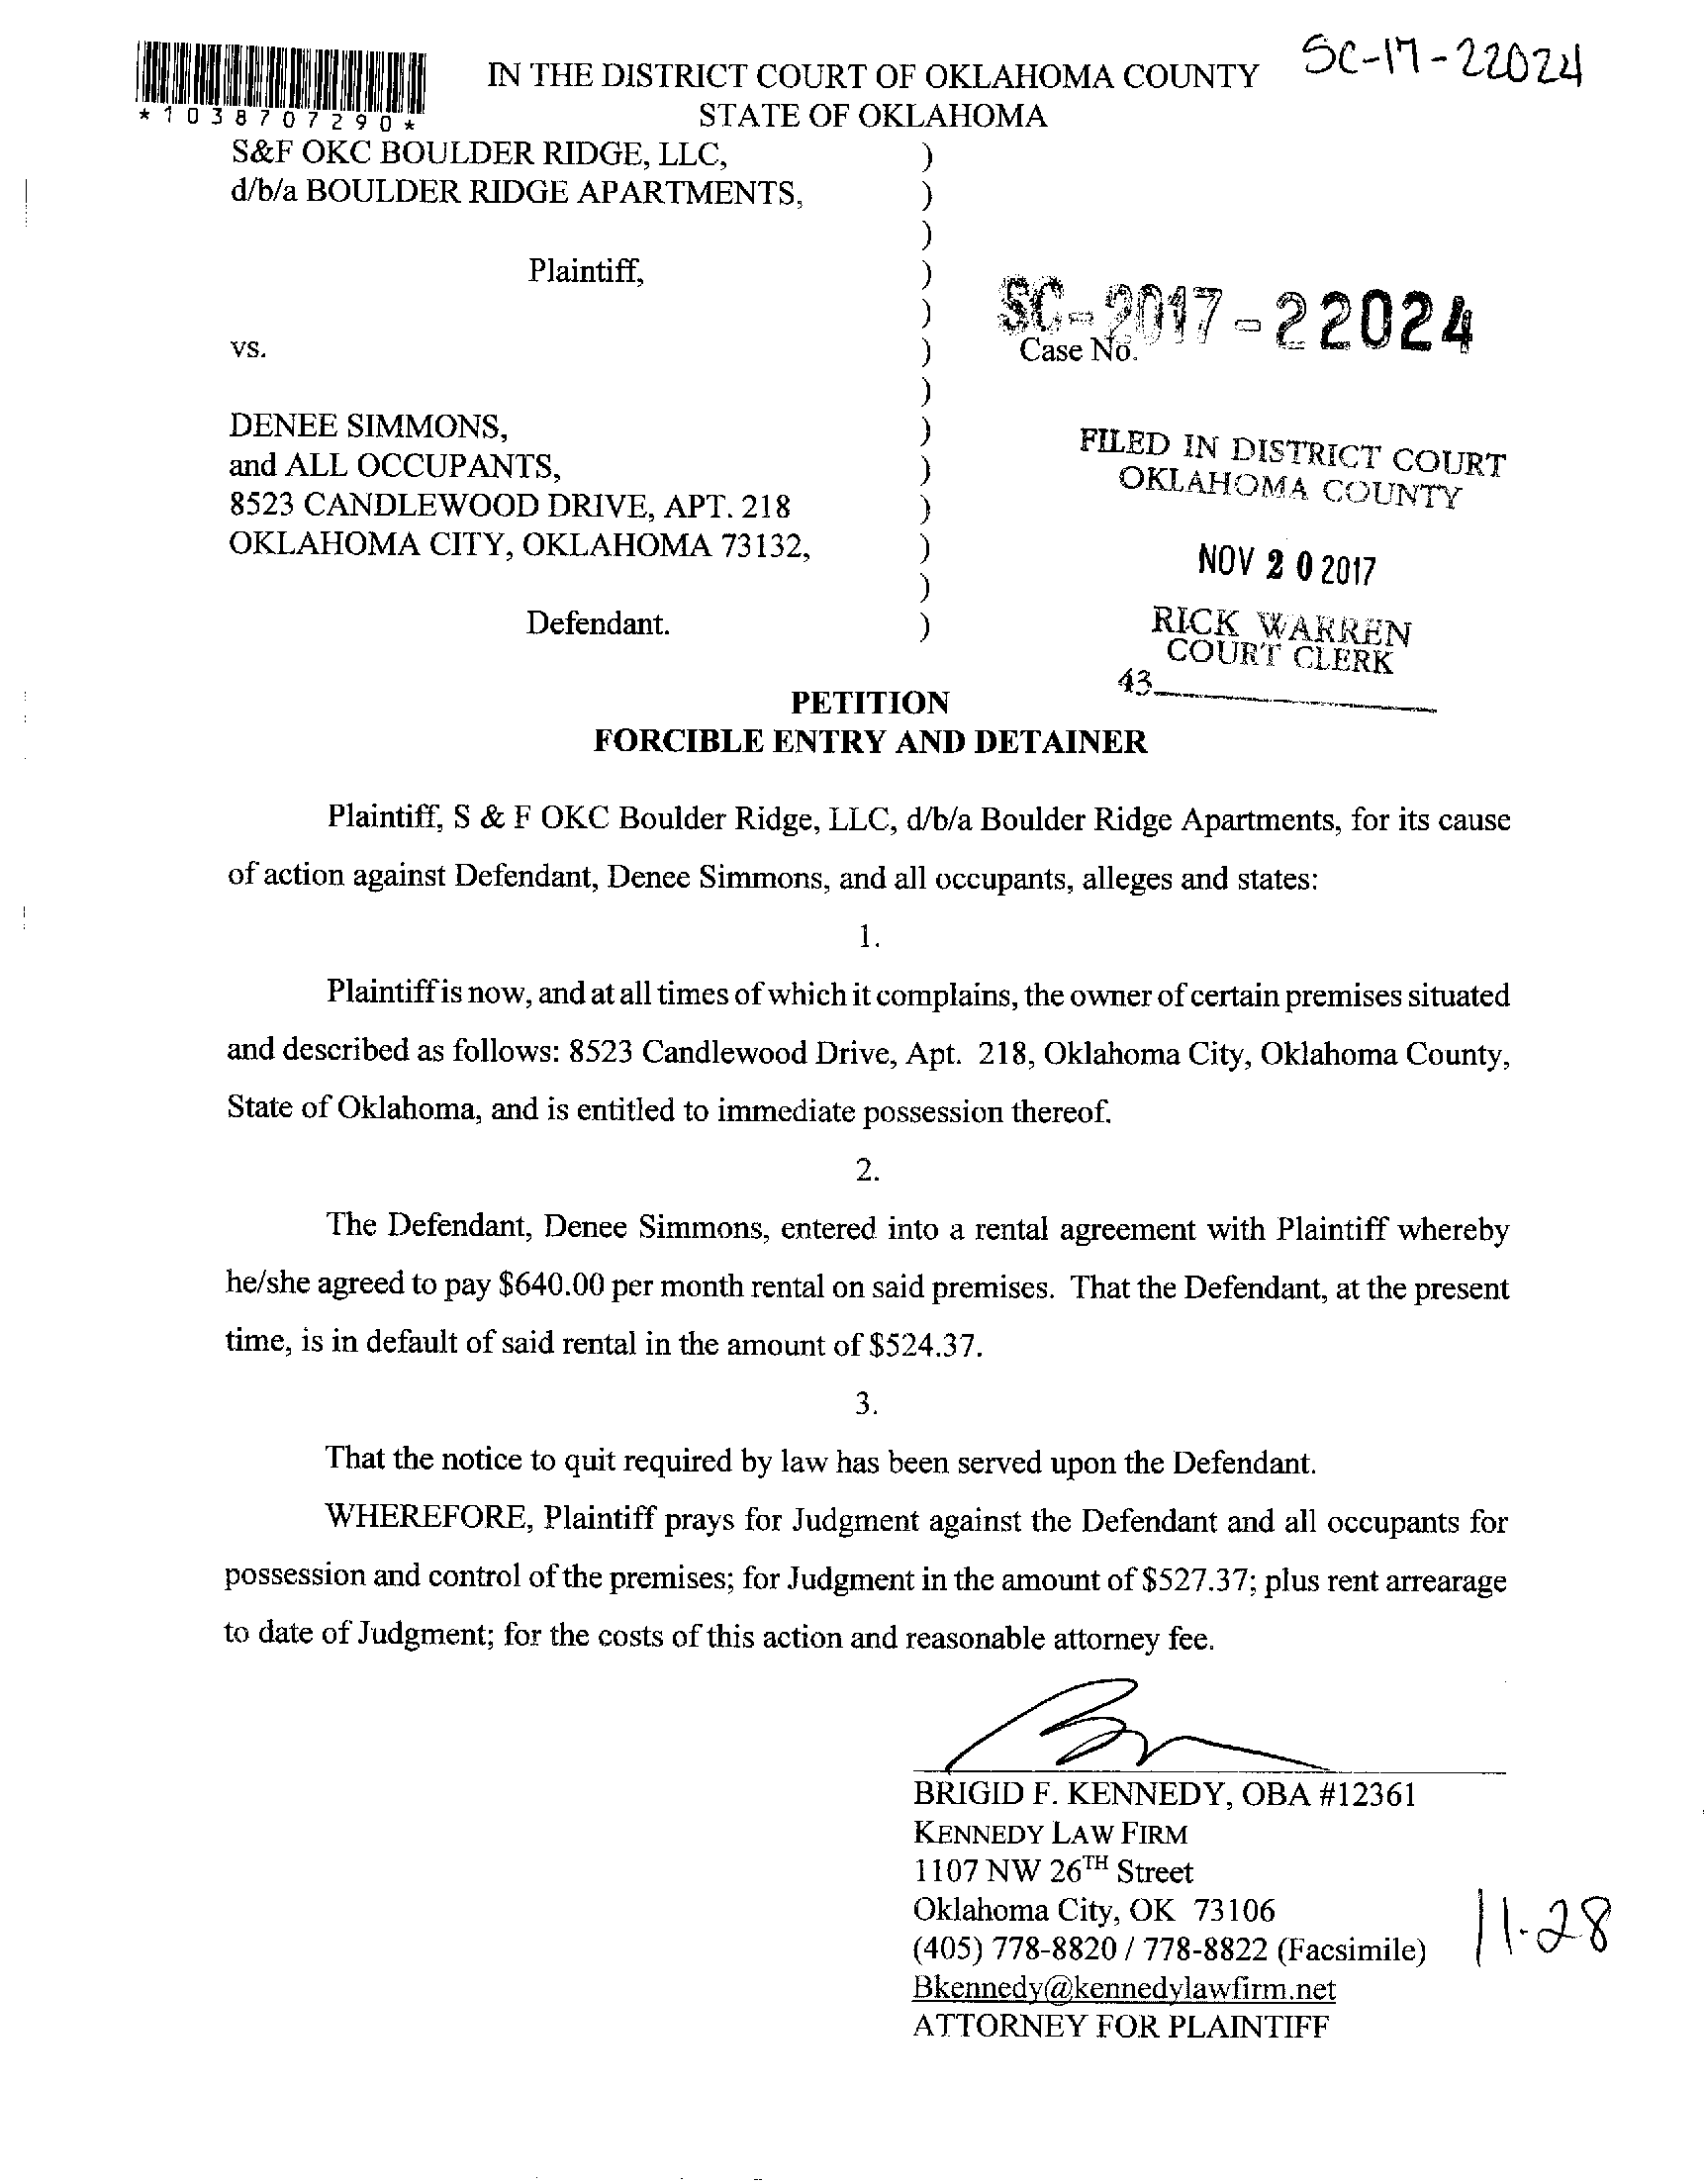 SC-17-22024
IN THE DISTRICT COURT OF OKLAHOMA COUNTY
STATE OF OKLAHOMA
*1038707290*
S&F OKC BOULDER RIDGE, LLC, )
d/b/a BOULDER RIDGE APARTMENTS, )
)
Plaintiff, )
)
SC-2017-22024
vs. ) Case No.
)
DENEE SIMMONS, )
and ALL OCCUPANTS, )
8523 CANDLEWOOD DRIVE, APT. 218 )
OKLAHOMA CITY, OKLAHOMA 73132, )
)
Defendant. )
FILED IN DISTRICT COURT
OKLAHOMA COUNTY
NOV 20 2017
RICK WARREN
COURT CLERK
43
PETITION
FORCIBLE ENTRY AND DETAINER
Plaintiff, S & F OKC Boulder Ridge, LLC, d/b/a Boulder Ridge Apartments, for its cause
of action against Defendant, Denee Simmons, and all occupants, alleges and states:
1.
Plaintiff is now, and at all times of which it complains, the owner of certain premises situated
and described as follows: 8523 Candlewood Drive, Apt. 218, Oklahoma City, Oklahoma County,
State of Oklahoma, and is entitled to immediate possession thereof.
2.
The Defendant, Denee Simmons, entered into a rental agreement with Plaintiff whereby
he/she agreed to pay $640.00 per month rental on said premises. That the Defendant, at the present
time, is in default of said rental in the amount of $524.37.
3.
That the notice to quit required by law has been served upon the Defendant.
WHEREFORE, Plaintiff prays for Judgment against the Defendant and all occupants for
possession and control of the premises; for Judgment in the amount of $527.37; plus rent arrearage
to date of Judgment; for the costs of this action and reasonable attorney fee.
BRIGID F. KENNEDY, OBA #12361
KENNEDY LAW FIRM
1107 NW 26TH Street
Oklahoma City, OK 73106
(405) 778-8820 / 778-8822 (Facsimile)
Bkennedy@kennedylawfirm.net
ATTORNEY FOR PLAINTIFF
11-28